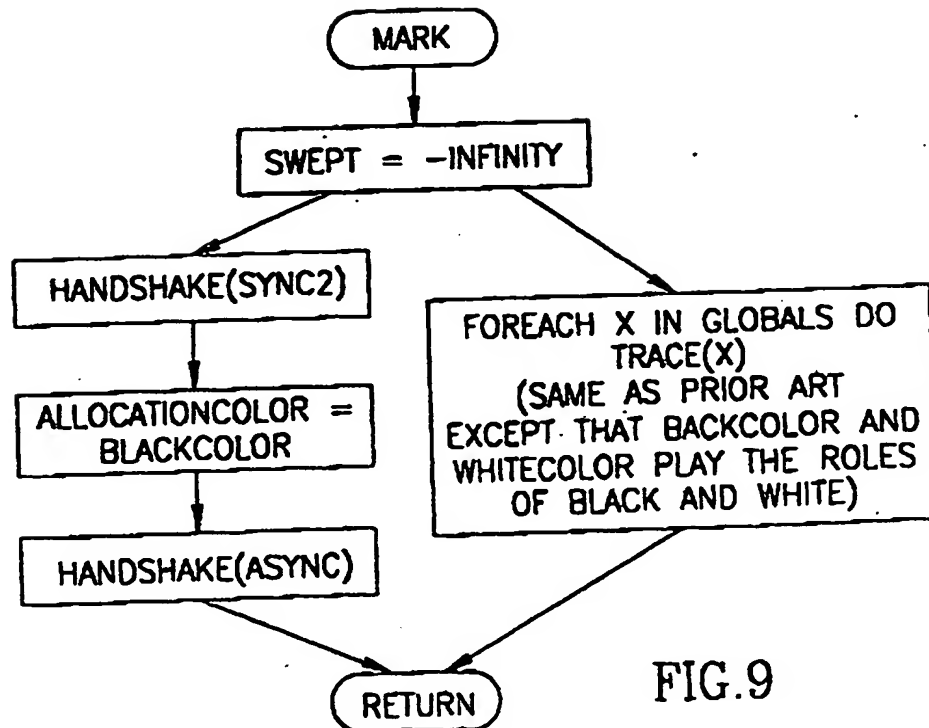 MARK
SWEPT = -INFINITY
HANDSHAKE(SYNC2)
ALLOCATIONCOLOR =
BLACKCOLOR
HANDSHAKE(ASYNC)
FOREACH X IN GLOBALS DO
TRACE(X)
(SAME AS PRIOR ART
EXCEPT THAT BACKCOLOR AND
WHITECOLOR PLAY THE ROLES
OF BLACK AND WHITE)
RETURN
FIG.9